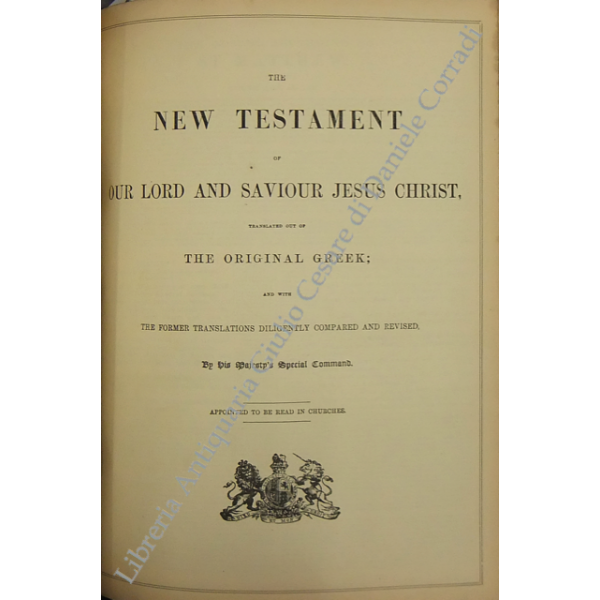 THE
NEW TESTAMENT
OF
OUR LORD AND SAVIOUR JESUS CHRIST,
TRANSLATED OUT OF
THE ORIGINAL GREEK;
AND WITH
THE FORMER TRANSLATIONS DILIGENTLY COMPARED AND REVISED,
By His Majesty's Special Command.
APPOINTED TO BE READ IN CHURCHES.
Libreria Antiquaria Giulio Cesare di Daniele Corradi